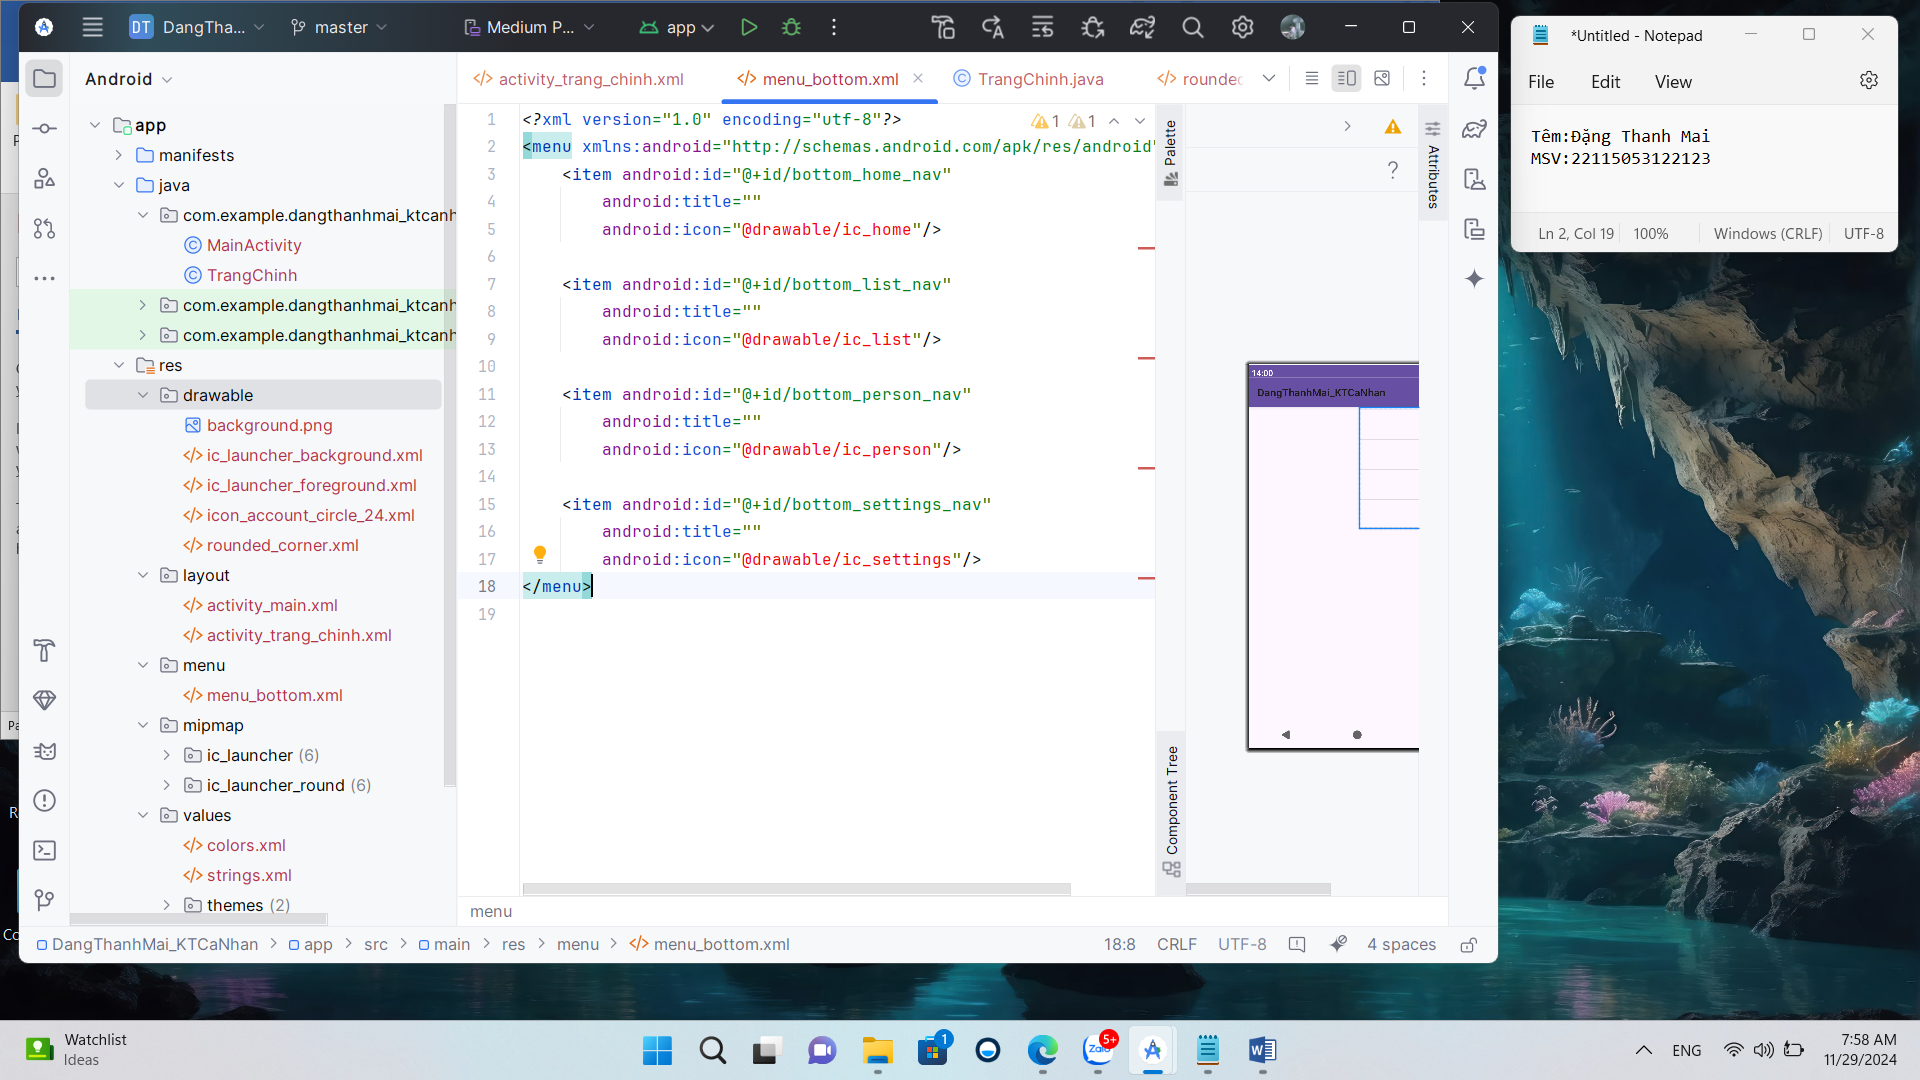 DT DangTha... master Medium P... app
Android
app
manifests
java
com.example.dangthanhmai_ktcanh
MainActivity
TrangChinh
com.example.dangthanhmai_ktcanh
com.example.dangthanhmai_ktcanh
res
drawable
background.png
ic_launcher_background.xml
ic_launcher_foreground.xml
icon_account_circle_24.xml
rounded_corner.xml
layout
activity_main.xml
activity_trang_chinh.xml
menu
menu_bottom.xml
mipmap
ic_launcher (6)
ic_launcher_round (6)
values
colors.xml
strings.xml
themes (2)
activity_trang_chinh.xml menu_bottom.xml TrangChinh.java rounded
1 <?xml version="1.0" encoding="utf-8"?>
2 <menu xmlns:android="http://schemas.android.com/apk/res/android"
3 <item android:id="@+id/bottom_home_nav"
4 android:title=""
5 android:icon="@drawable/ic_home"/>
6
7 <item android:id="@+id/bottom_list_nav"
8 android:title=""
9 android:icon="@drawable/ic_list"/>
10
11 <item android:id="@+id/bottom_person_nav"
12 android:title=""
13 android:icon="@drawable/ic_person"/>
14
15 <item android:id="@+id/bottom_settings_nav"
16 android:title=""
17 android:icon="@drawable/ic_settings"/>
18 </menu>
19
1 1
Palette
Component Tree
?
Attributes
14:00
DangThanhMai_KTCaNhan
menu
DangThanhMai_KTCaNhan > app > src > main > res > menu > menu_bottom.xml
18:8 CRLF UTF-8 4 spaces
*Untitled - Notepad
File Edit View
Têm:Đặng Thanh Mai
MSV:22115053122123
Ln 2, Col 19 100% Windows (CRLF) UTF-8
Watchlist
Ideas
1
Zalo
5+
ENG
7:58 AM
11/29/2024